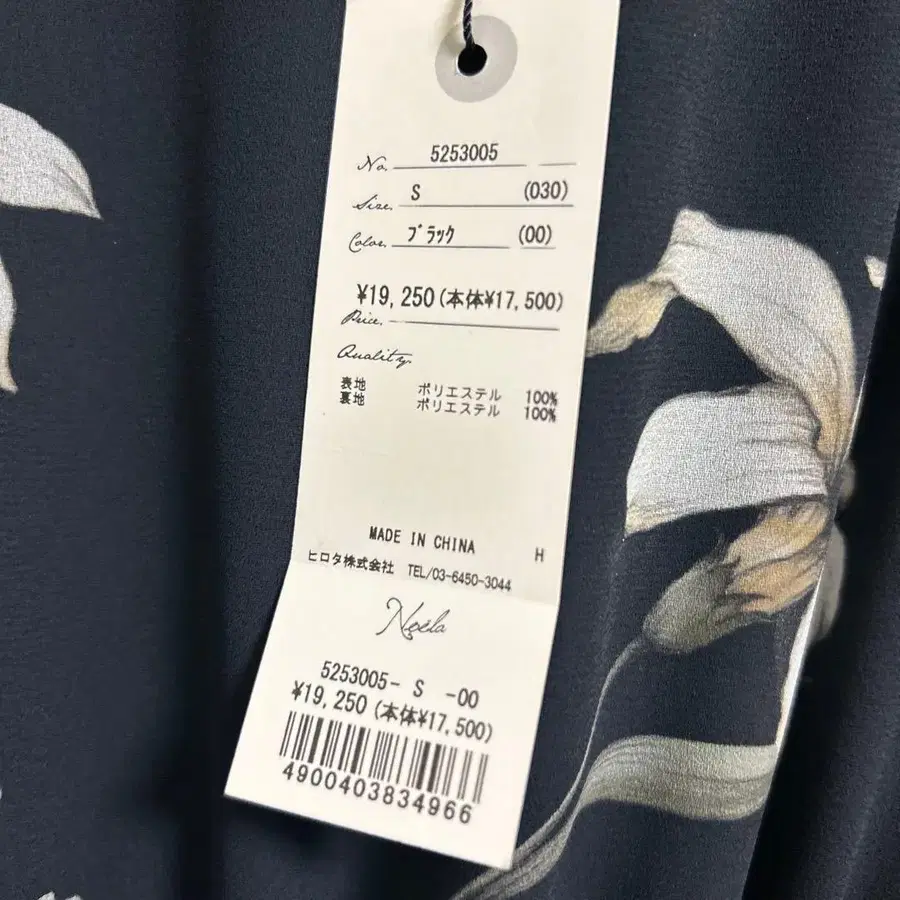 No. 5253005
Size. S (030)
Color. ブラック (00)
¥19,250(本体¥17,500)
Price.
Quality.
表地 ポリエステル 100%
裏地 ポリエステル 100%
MADE IN CHINA H
ヒロタ株式会社 TEL/03-6450-3044
Noela
5253005- S -00
¥19,250(本体¥17,500)
4900403834966